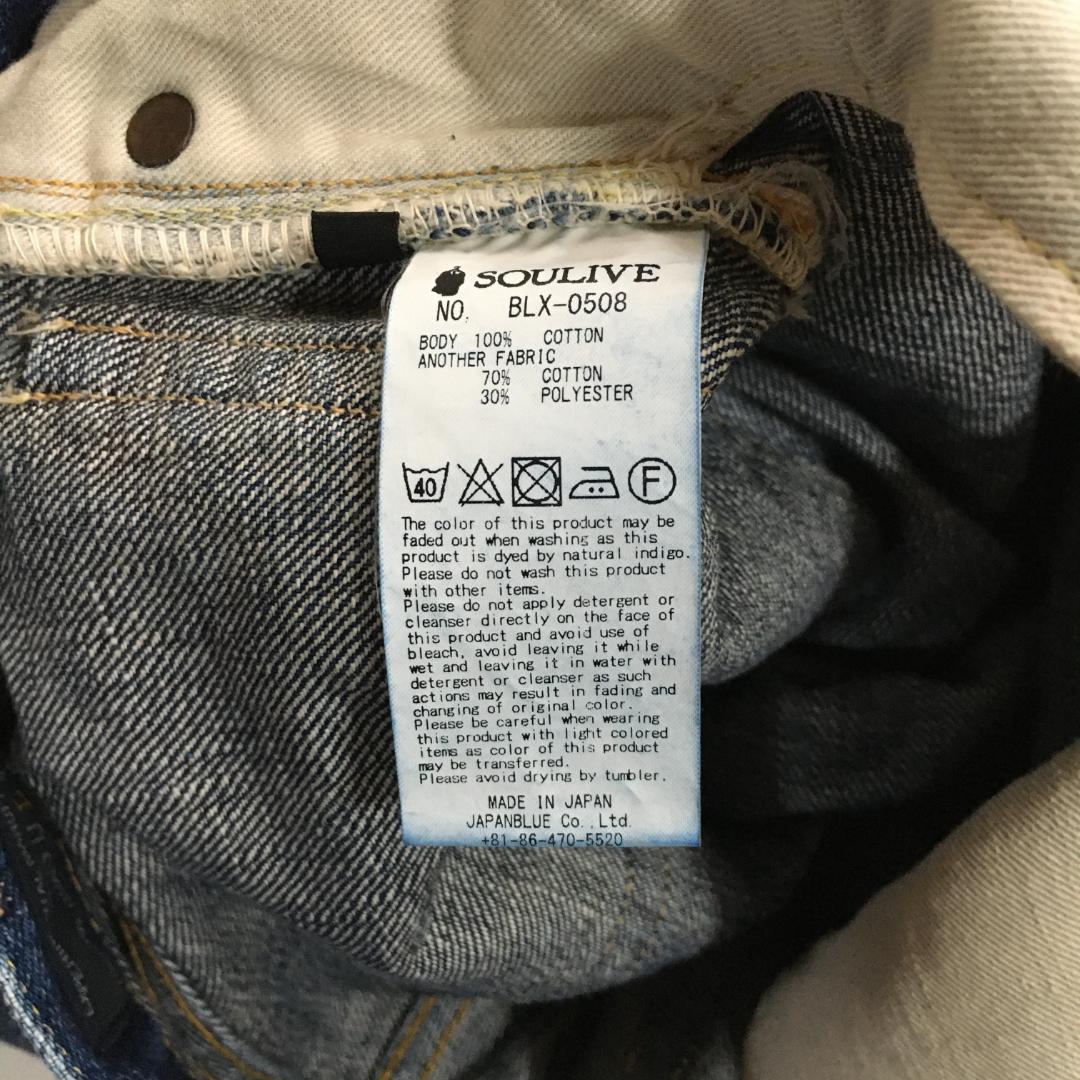 SOULIVE
NO. BLX-0508
BODY 100% COTTON
ANOTHER FABRIC
70% COTTON
30% POLYESTER
40 F
The color of this product may be
faded out when washing as this
product is dyed by natural indigo.
Please do not wash this product
with other items.
Please do not apply detergent or
cleanser directly on the face of
this product and avoid use of
bleach, avoid leaving it while
wet and leaving it in water with
detergent or cleanser as such
actions may result in fading and
changing of original color.
Please be careful when wearing
this product with light colored
items as color of this product
may be transferred.
Please avoid drying by tumbler.
MADE IN JAPAN
JAPANBLUE Co.,Ltd.
+81-86-470-5520